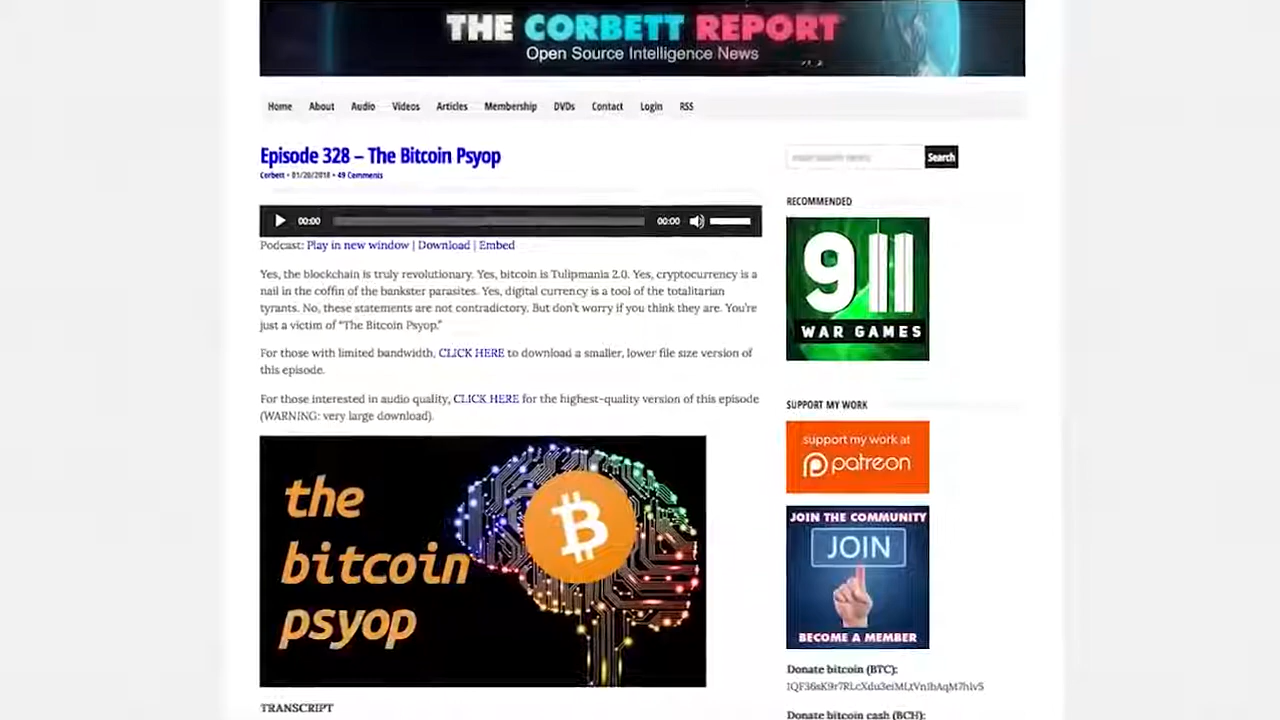 THE CORBETT REPORT
Open Source Intelligence News
Home About Audio Videos Articles Membership DVDs Contact Login RSS
Episode 328 – The Bitcoin Psyop
Corbett • 01/20/2018 • 49 Comments
00:00 00:00
Podcast: Play in new window | Download | Embed
Yes, the blockchain is truly revolutionary. Yes, bitcoin is Tulipmania 2.0. Yes, cryptocurrency is a
nail in the coffin of the bankster parasites. Yes, digital currency is a tool of the totalitarian
tyrants. No, these statements are not contradictory. But don't worry if you think they are. You're
just a victim of "The Bitcoin Psyop."
For those with limited bandwidth, CLICK HERE to download a smaller, lower file size version of
this episode.
For those interested in audio quality, CLICK HERE for the highest-quality version of this episode
(WARNING: very large download).
the
bitcoin
psyop
TRANSCRIPT
Search
RECOMMENDED
911
WAR GAMES
SUPPORT MY WORK
support my work at
patreon
JOIN THE COMMUNITY
JOIN
BECOME A MEMBER
Donate bitcoin (BTC):
Donate bitcoin cash (BCH):